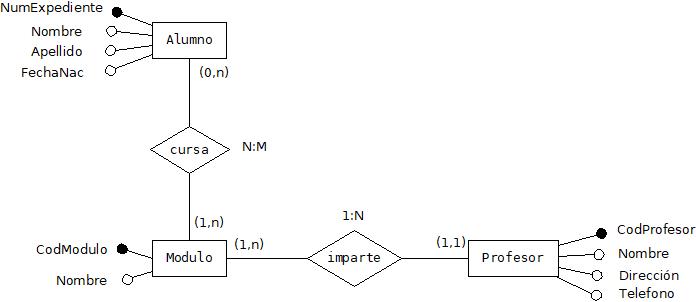 NumExpediente
Nombre
Apellido
FechaNac
Alumno
(0,n)
cursa
N:M
(1,n)
CodModulo
Nombre
Modulo
(1,n)
1:N
imparte
(1,1)
Profesor
CodProfesor
Nombre
Dirección
Telefono